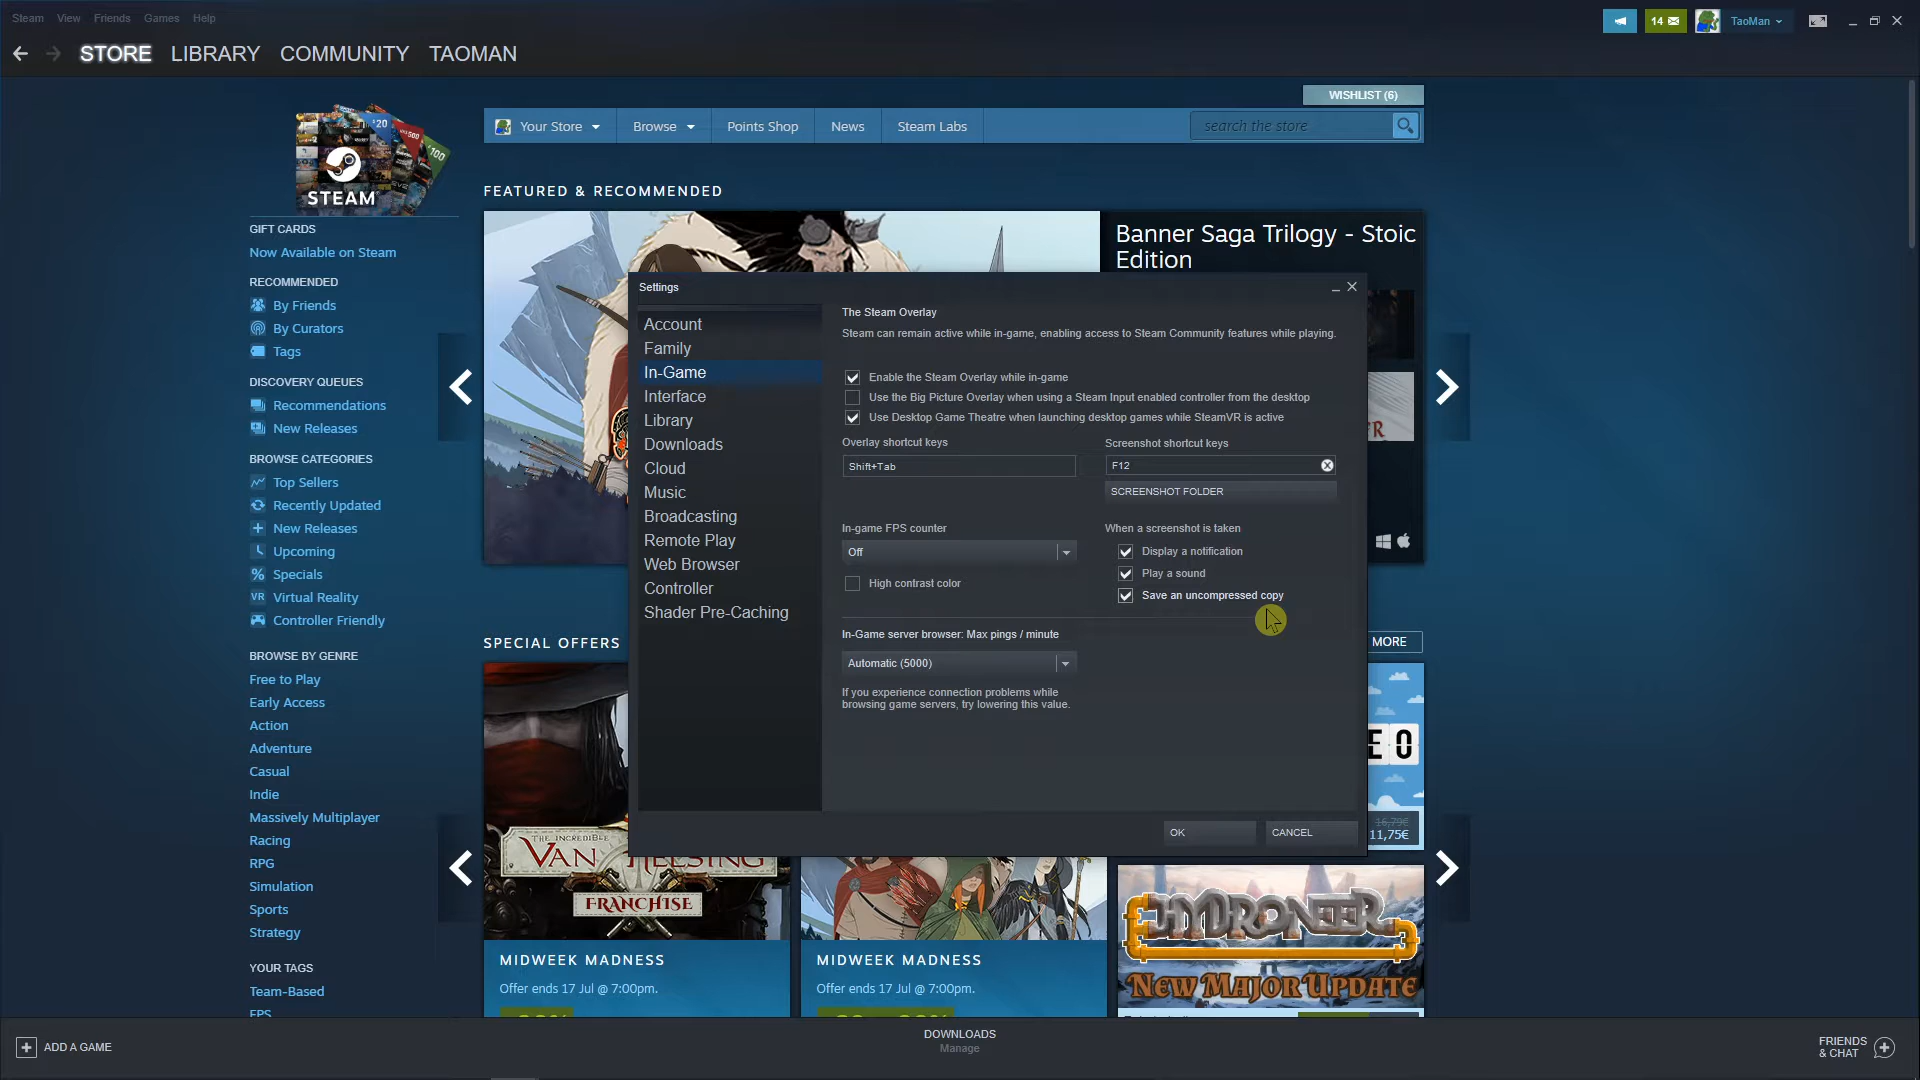 Steam View Friends Games Help
14
TaoMan
STORE LIBRARY COMMUNITY TAOMAN
WISHLIST (6)
Your Store Browse Points Shop News Steam Labs
search the store
STEAM
GIFT CARDS
Now Available on Steam
RECOMMENDED
By Friends
By Curators
Tags
DISCOVERY QUEUES
Recommendations
New Releases
BROWSE CATEGORIES
Top Sellers
Recently Updated
New Releases
Upcoming
% Specials
VR Virtual Reality
Controller Friendly
BROWSE BY GENRE
Free to Play
Early Access
Action
Adventure
Casual
Indie
Massively Multiplayer
Racing
RPG
Simulation
Sports
Strategy
YOUR TAGS
Team-Based
FPS
FEATURED & RECOMMENDED
Banner Saga Trilogy - Stoic
Edition
Settings
Account
Family
In-Game
Interface
Library
Downloads
Cloud
Music
Broadcasting
Remote Play
Web Browser
Controller
Shader Pre-Caching
The Steam Overlay
Steam can remain active while in-game, enabling access to Steam Community features while playing.
Enable the Steam Overlay while in-game
Use the Big Picture Overlay when using a Steam Input enabled controller from the desktop
Use Desktop Game Theatre when launching desktop games while SteamVR is active
Overlay shortcut keys
Shift+Tab
Screenshot shortcut keys
F12
SCREENSHOT FOLDER
In-game FPS counter
Off
High contrast color
When a screenshot is taken
Display a notification
Play a sound
Save an uncompressed copy
In-Game server browser: Max pings / minute
Automatic (5000)
If you experience connection problems while
browsing game servers, try lowering this value.
OK CANCEL
SPECIAL OFFERS
MORE
THE INCREDIBLE
VAN HELSING
FRANCHISE
MIDWEEK MADNESS
Offer ends 17 Jul @ 7:00pm.
MIDWEEK MADNESS
Offer ends 17 Jul @ 7:00pm.
16,79€
11,75€
HYDRONEER
NEW MAJOR UPDATE
ADD A GAME
DOWNLOADS
Manage
FRIENDS
& CHAT